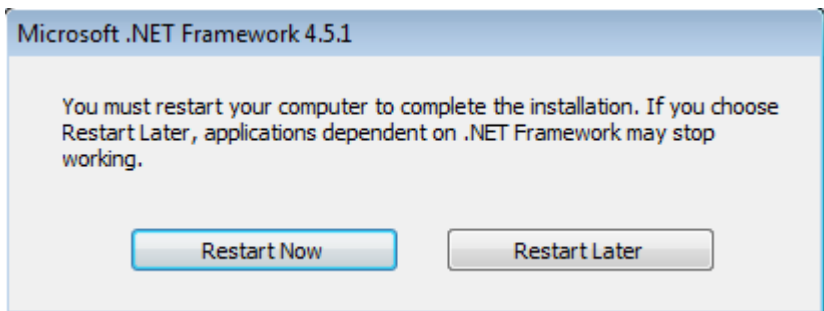 Microsoft .NET Framework 4.5.1
You must restart your computer to complete the installation. If you choose
Restart Later, applications dependent on .NET Framework may stop
working.
Restart Now
Restart Later